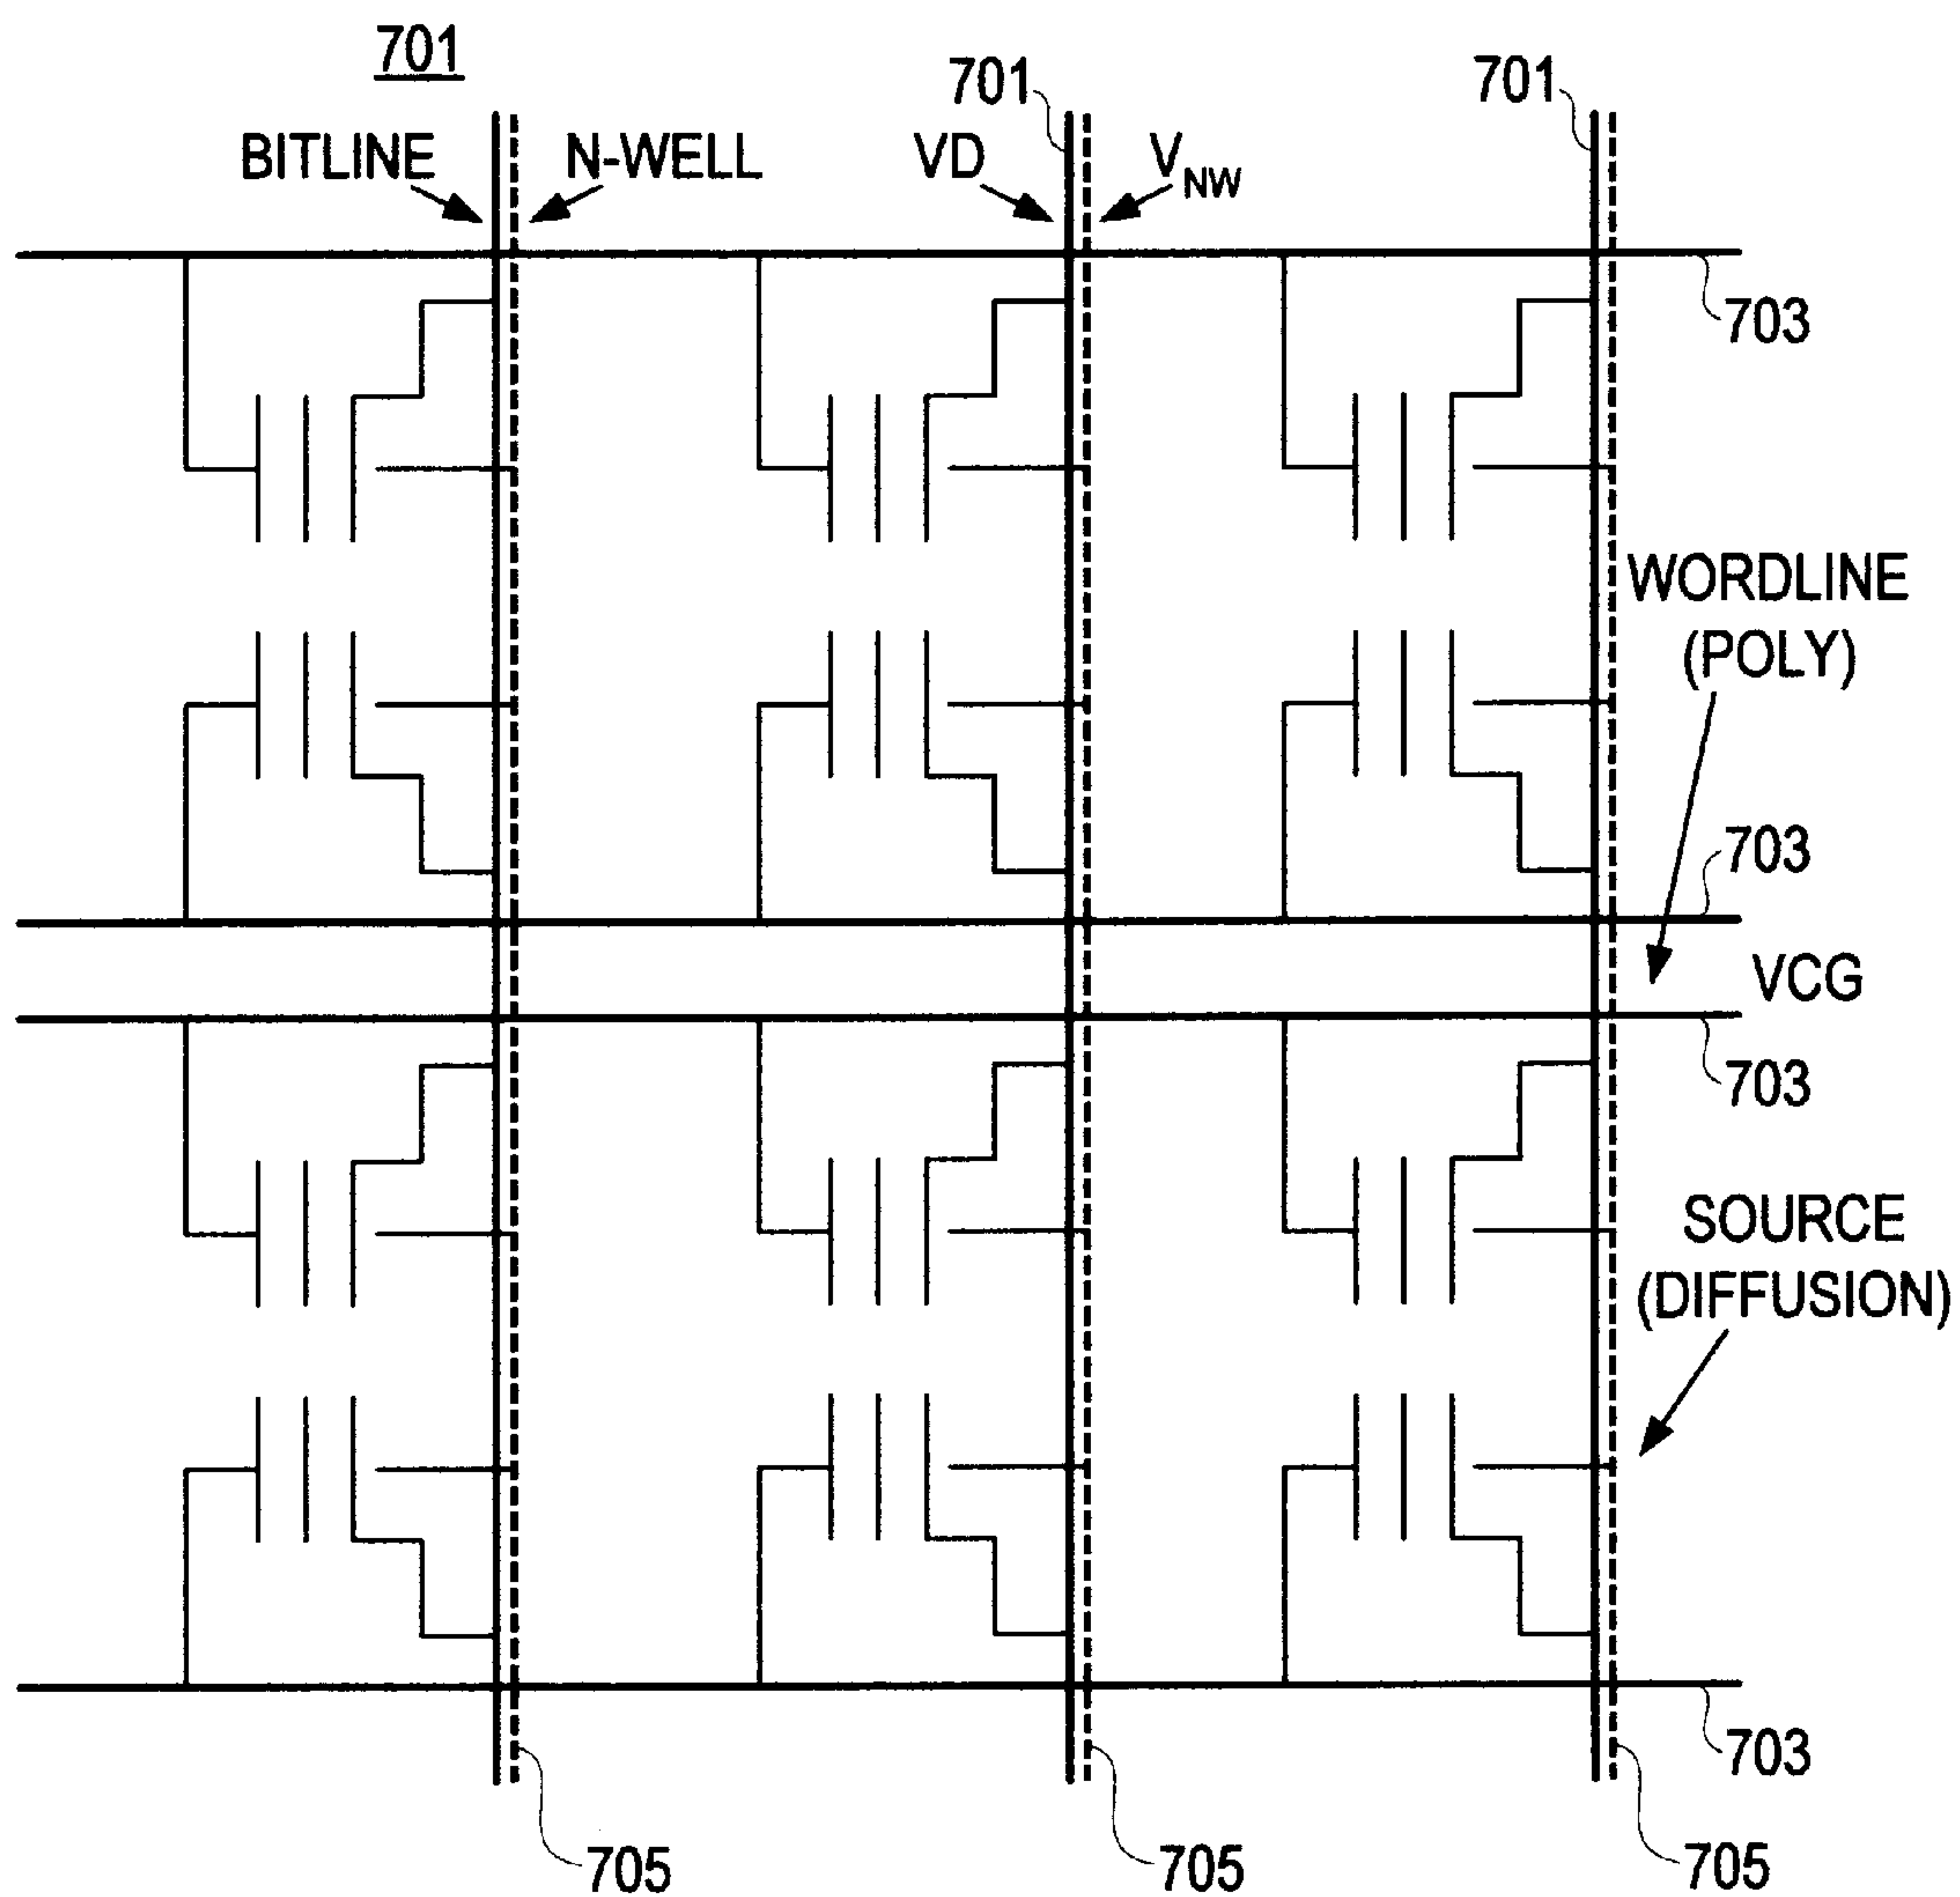 701
701
701
BITLINE
N-WELL
VD
VNW
703
WORDLINE
(POLY)
703
VCG
703
SOURCE
(DIFFUSION)
703
705
705
705